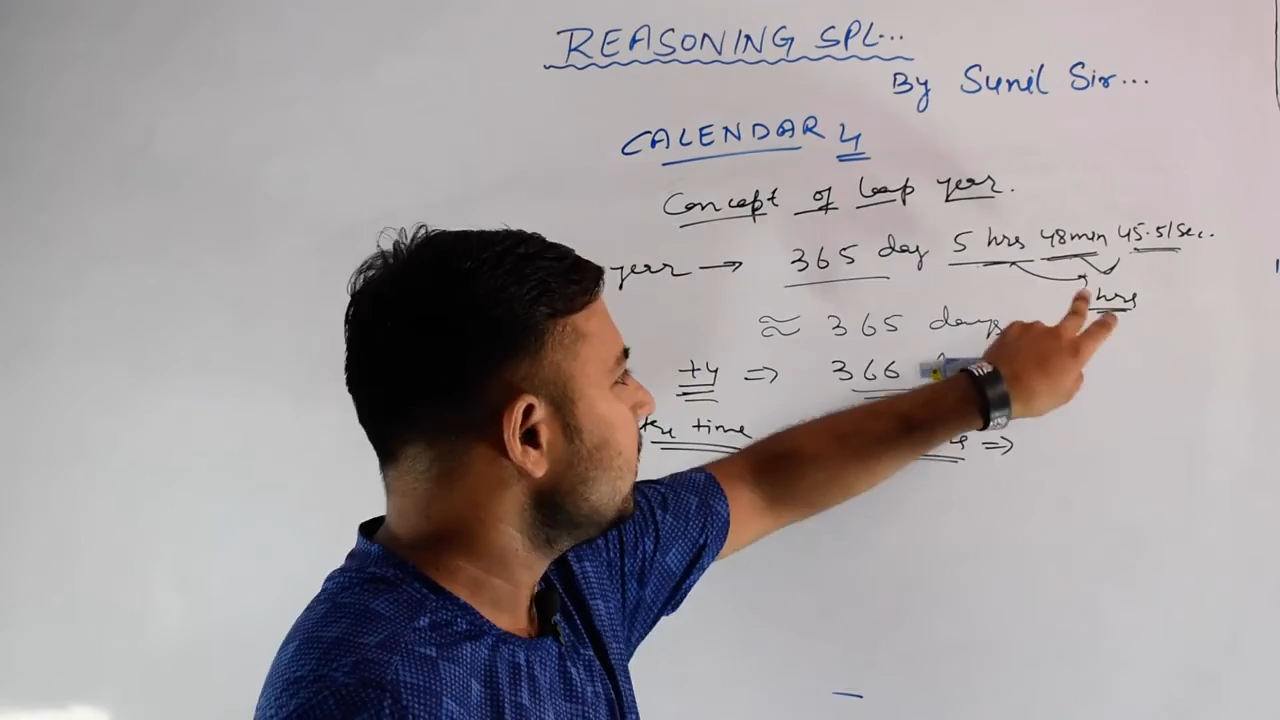 REASONING SPL...
By Sunil Sir...
CALENDAR 4
Concept of leap year.
year → 365 day 5 hrs 48min 45.51sec.
hrs
≈ 365 days
+4 ⇒ 366
time ⇒